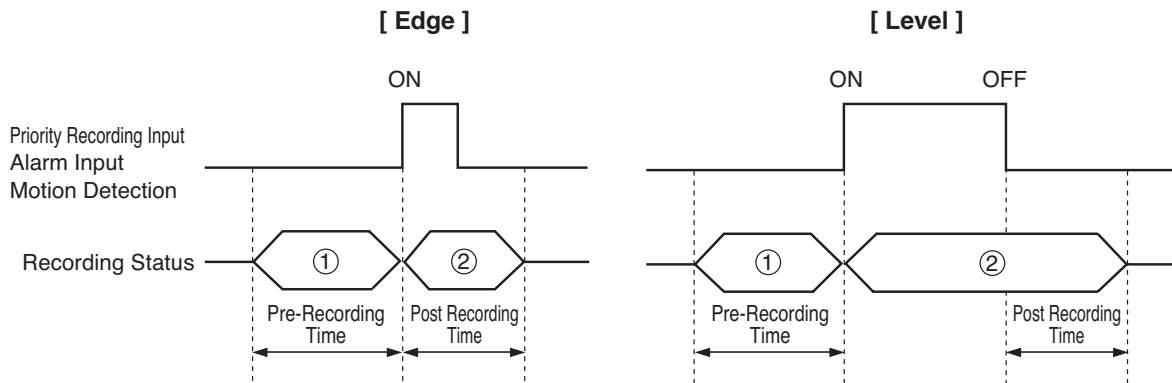 [ Edge ]
[ Level ]
ON
ON
OFF
Priority Recording Input
Alarm Input
Motion Detection
Recording Status
①
②
①
②
Pre-Recording
Time
Post Recording
Time
Pre-Recording
Time
Post Recording
Time